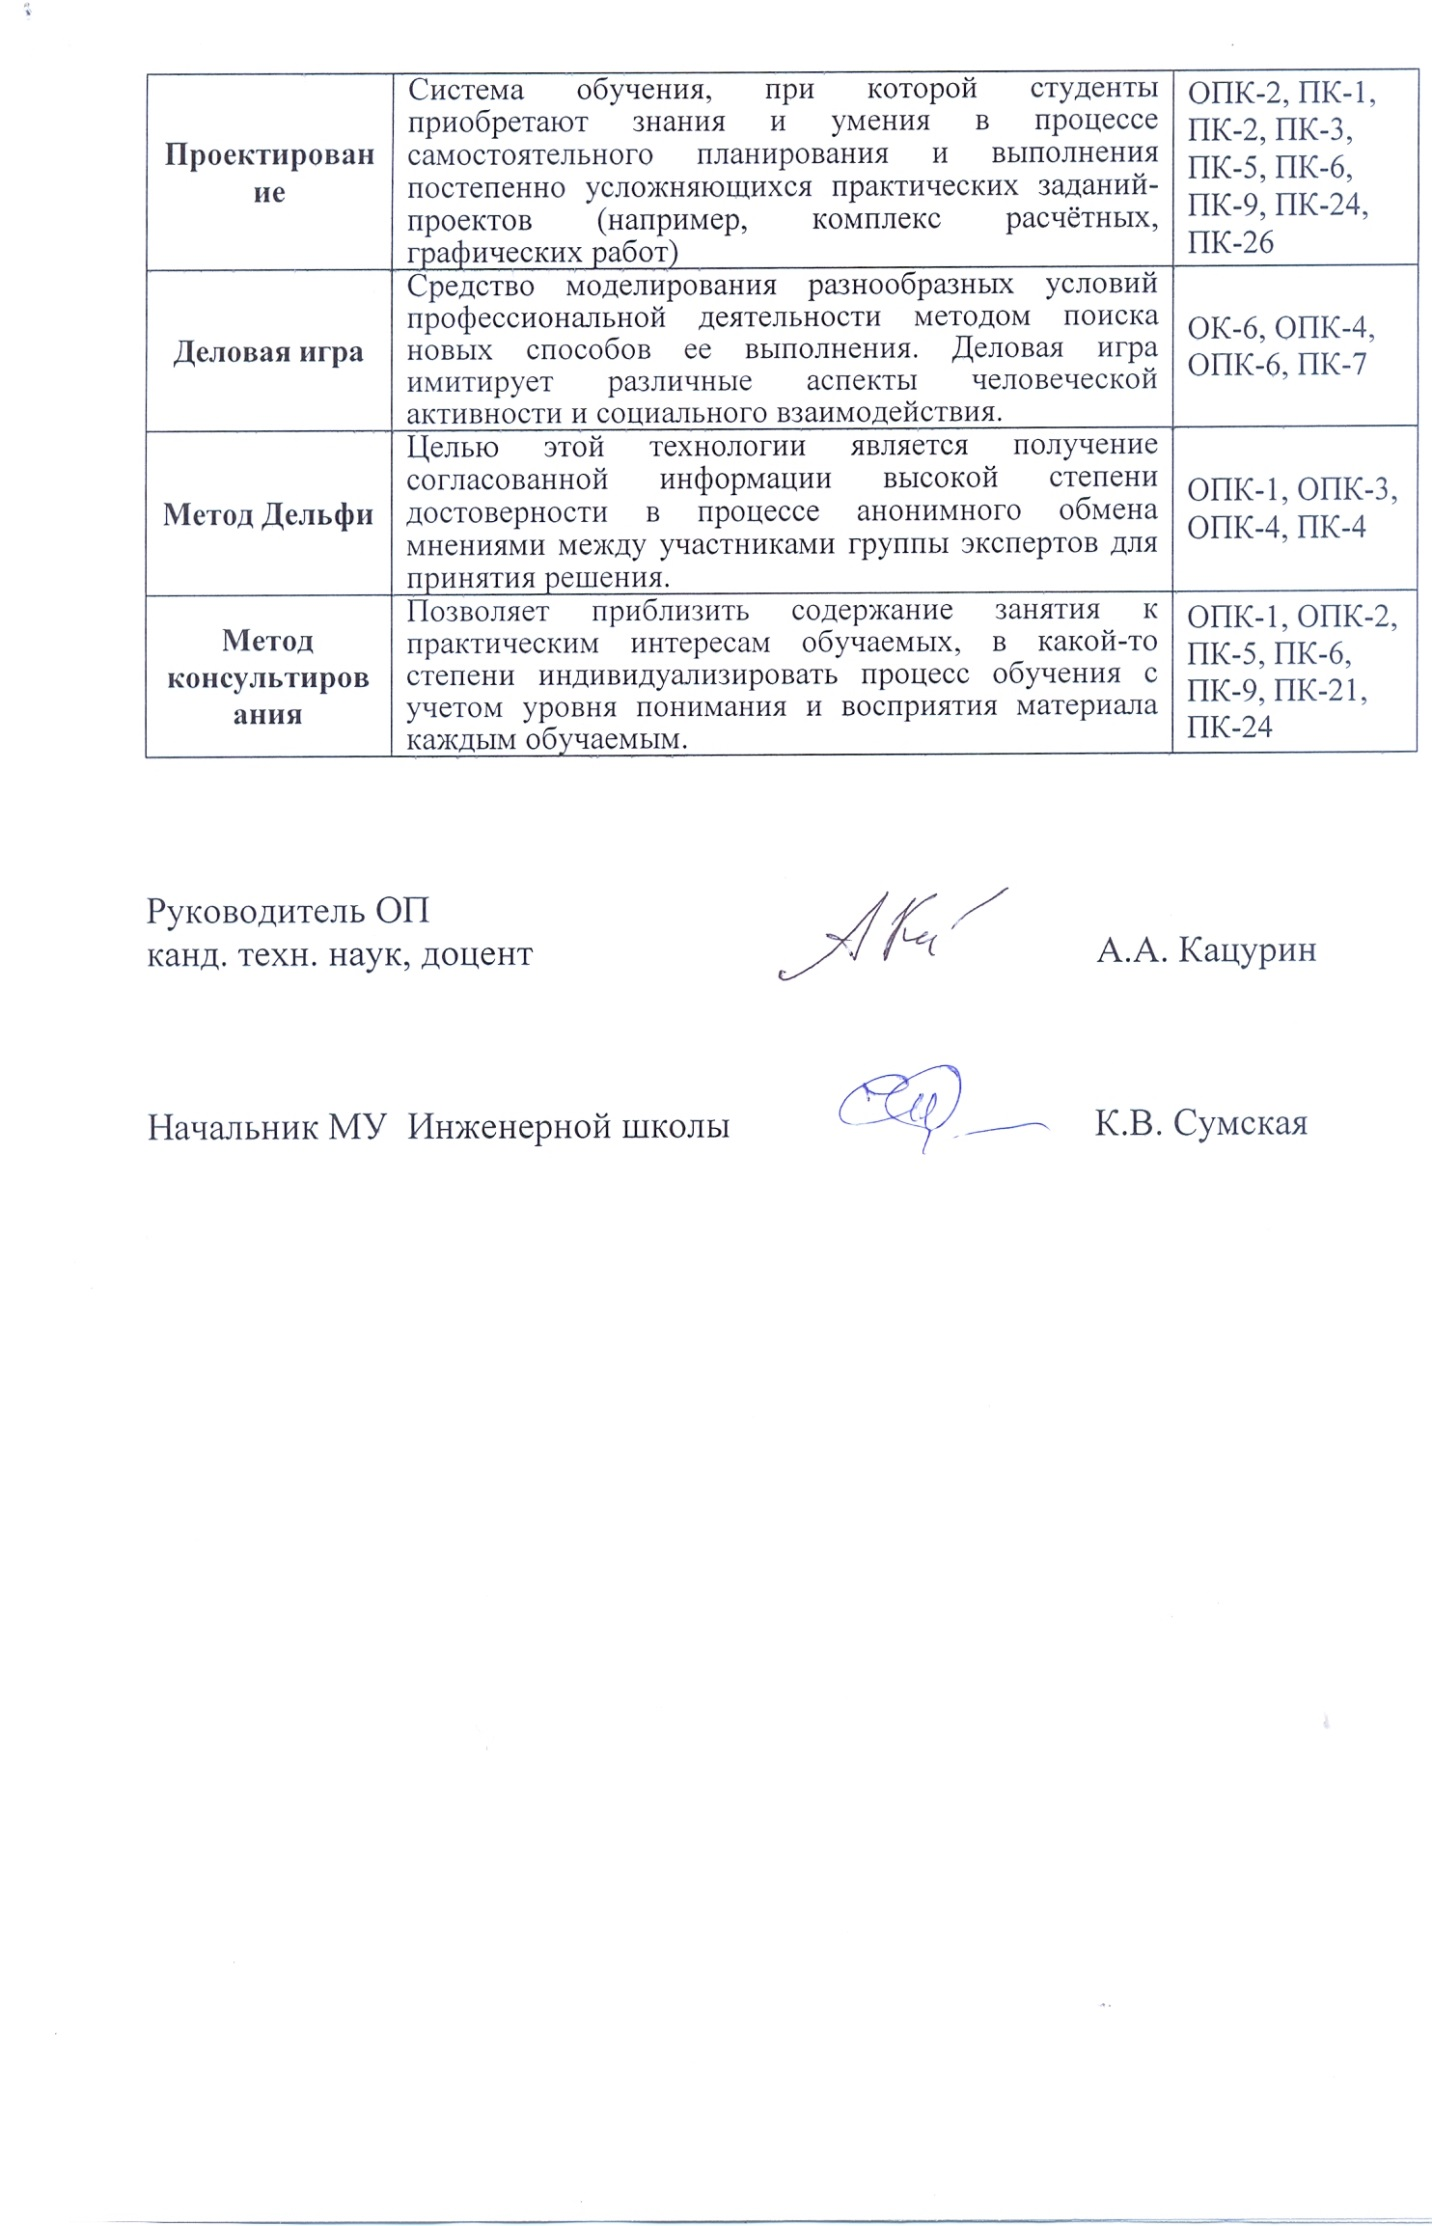 Проектирован
ие
Система обучения, при которой студенты
приобретают знания и умения в процессе
самостоятельного планирования и выполнения
постепенно усложняющихся практических заданий-
проектов (например, комплекс расчётных,
графических работ)
ОПК-2, ПК-1,
ПК-2, ПК-3,
ПК-5, ПК-6,
ПК-9, ПК-24,
ПК-26
Деловая игра
Средство моделирования разнообразных условий
профессиональной деятельности методом поиска
новых способов ее выполнения. Деловая игра
имитирует различные аспекты человеческой
активности и социального взаимодействия.
ОК-6, ОПК-4,
ОПК-6, ПК-7
Метод Дельфи
Целью этой технологии является получение
согласованной информации высокой степени
достоверности в процессе анонимного обмена
мнениями между участниками группы экспертов для
принятия решения.
ОПК-1, ОПК-3,
ОПК-4, ПК-4
Метод
консультиров
ания
Позволяет приблизить содержание занятия к
практическим интересам обучаемых, в какой-то
степени индивидуализировать процесс обучения с
учетом уровня понимания и восприятия материала
каждым обучаемым.
ОПК-1, ОПК-2,
ПК-5, ПК-6,
ПК-9, ПК-21,
ПК-24
Руководитель ОП
канд. техн. наук, доцент А.А. Кацурин
Начальник МУ Инженерной школы К.В. Сумская